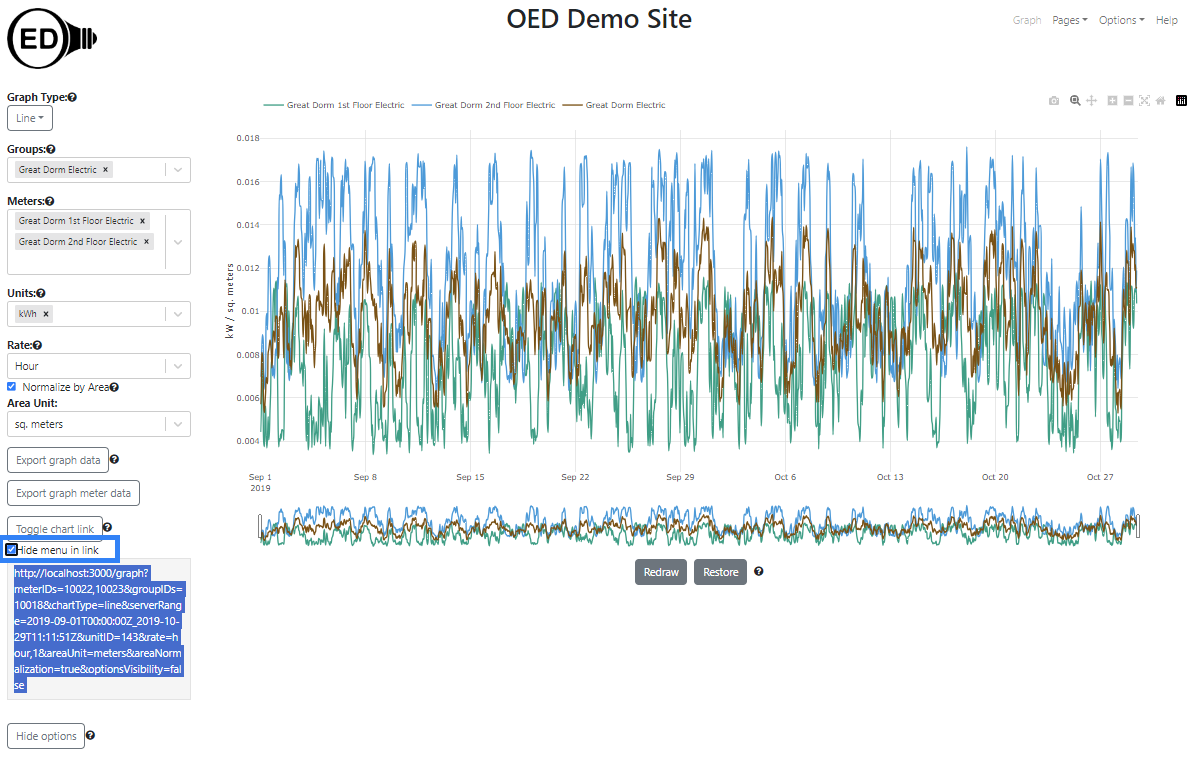 OED Demo Site
ED
Graph Pages Options Help
Graph Type:
Line
Groups:
Great Dorm Electric ×
Meters:
Great Dorm 1st Floor Electric ×
Great Dorm 2nd Floor Electric ×
Units:
kWh ×
Rate:
Hour
Normalize by Area
Area Unit:
sq. meters
Export graph data
Export graph meter data
Toggle chart link
Hide menu in link
http://localhost:3000/graph?
meterIDs=10022,10023&groupIDs=
10018&chartType=line&serverRang
e=2019-09-01T00:00:00Z_2019-10-
29T11:11:51Z&unitID=143&rate=h
our,1&areaUnit=meters&areaNorm
alization=true&optionsVisibility=fal
se
Hide options
Great Dorm 1st Floor Electric Great Dorm 2nd Floor Electric Great Dorm Electric
kW / sq. meters
0.018
0.016
0.014
0.012
0.01
0.008
0.006
0.004
Sep 1 Sep 8 Sep 15 Sep 22 Sep 29 Oct 6 Oct 13 Oct 20 Oct 27
2019
Redraw Restore